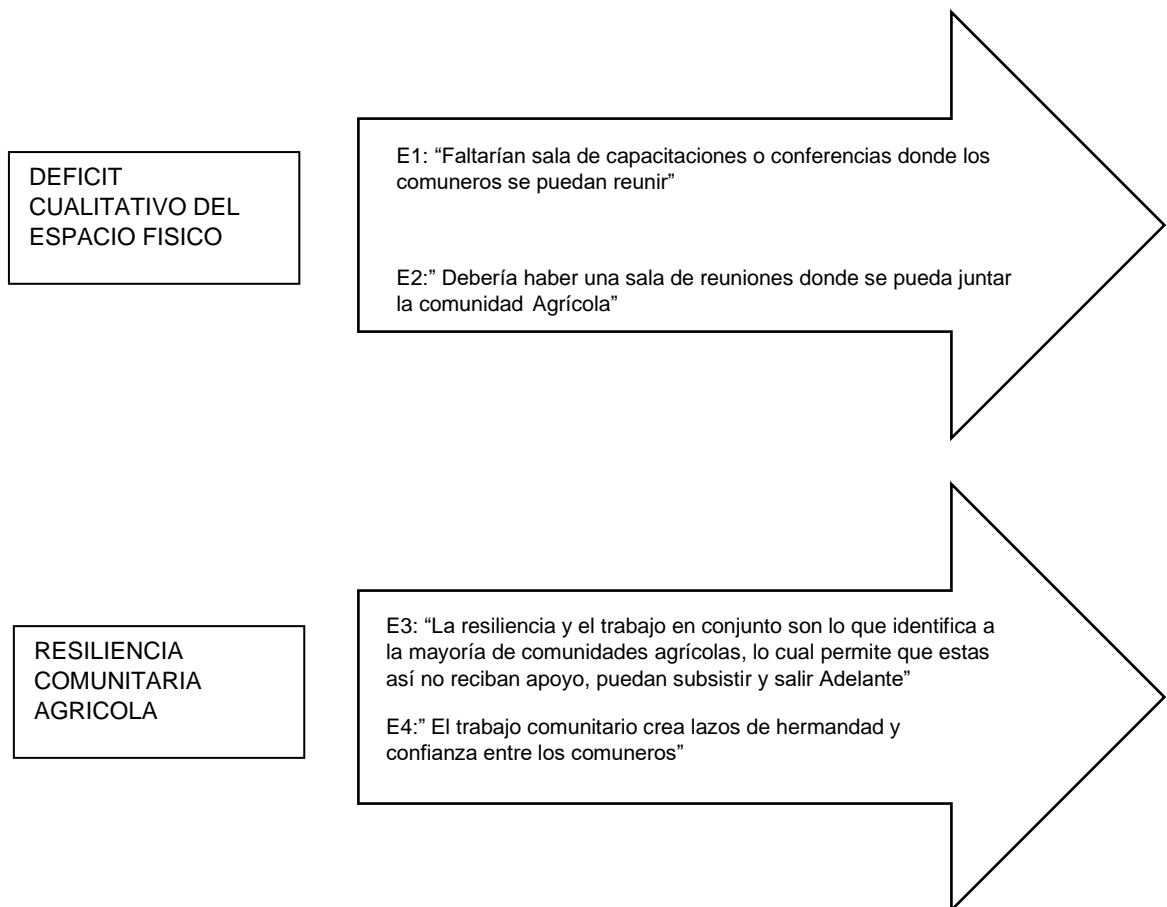 DEFICIT
CUALITATIVO DEL
ESPACIO FISICO
E1: “Faltarían sala de capacitaciones o conferencias donde los
comuneros se puedan reunir”
E2:” Debería haber una sala de reuniones donde se pueda juntar
la comunidad Agrícola”
RESILIENCIA
COMUNITARIA
AGRICOLA
E3: “La resiliencia y el trabajo en conjunto son lo que identifica a
la mayoría de comunidades agrícolas, lo cual permite que estas
así no reciban apoyo, puedan subsistir y salir Adelante”
E4:” El trabajo comunitario crea lazos de hermandad y
confianza entre los comuneros”